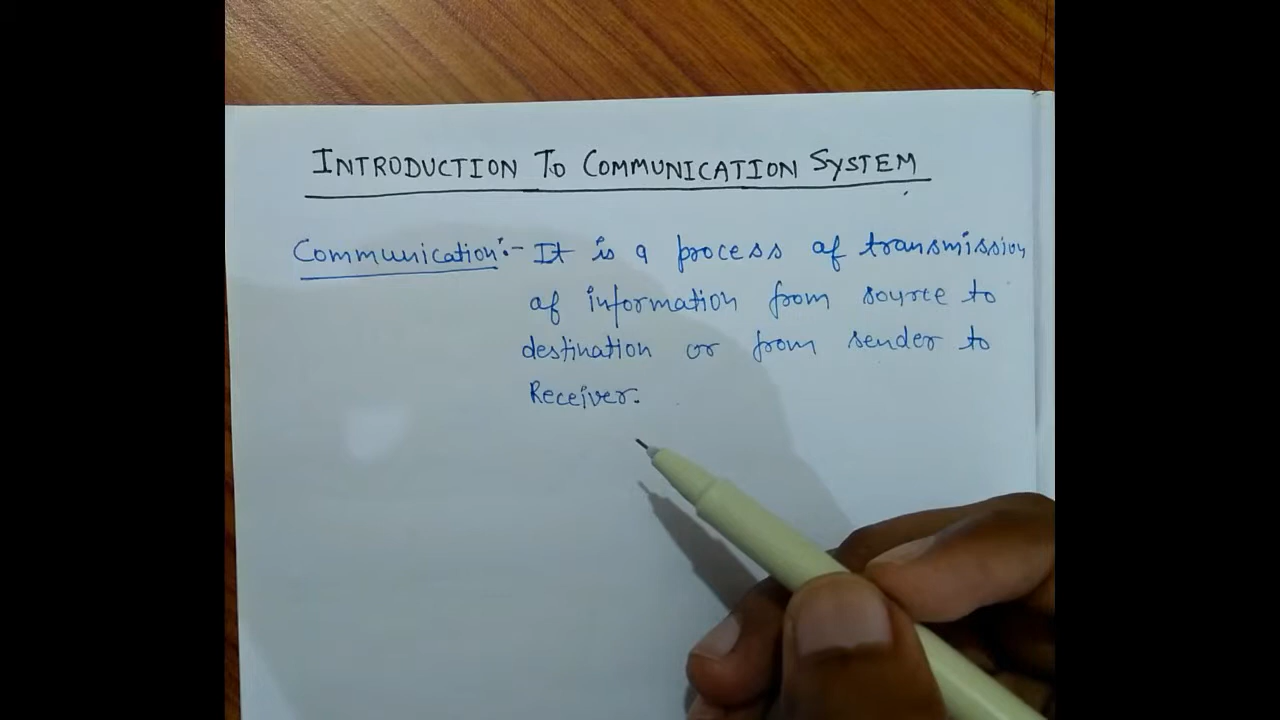 INTRODUCTION TO COMMUNICATION SYSTEM
Communication:- It is a process of transmission
of information from source to
destination or from sender to
Receiver.